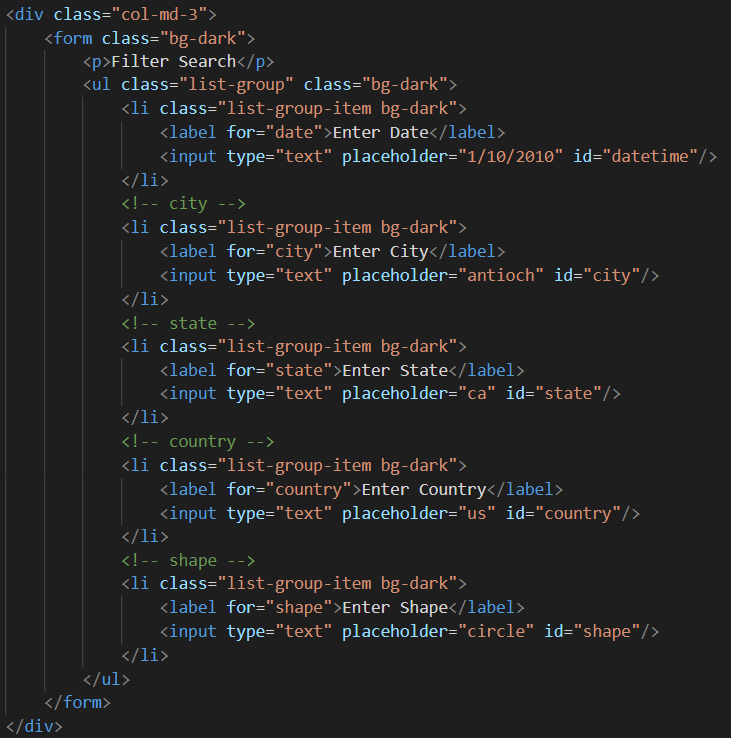 <div class="col-md-3">
    <form class="bg-dark">
        <p>Filter Search</p>
        <ul class="list-group" class="bg-dark">
            <li class="list-group-item bg-dark">
                <label for="date">Enter Date</label>
                <input type="text" placeholder="1/10/2010" id="datetime"/>
            </li>
            <!-- city -->
            <li class="list-group-item bg-dark">
                <label for="city">Enter City</label>
                <input type="text" placeholder="antioch" id="city"/>
            </li>
            <!-- state -->
            <li class="list-group-item bg-dark">
                <label for="state">Enter State</label>
                <input type="text" placeholder="ca" id="state"/>
            </li>
            <!-- country -->
            <li class="list-group-item bg-dark">
                <label for="country">Enter Country</label>
                <input type="text" placeholder="us" id="country"/>
            </li>
            <!-- shape -->
            <li class="list-group-item bg-dark">
                <label for="shape">Enter Shape</label>
                <input type="text" placeholder="circle" id="shape"/>
            </li>
        </ul>
    </form>
</div>